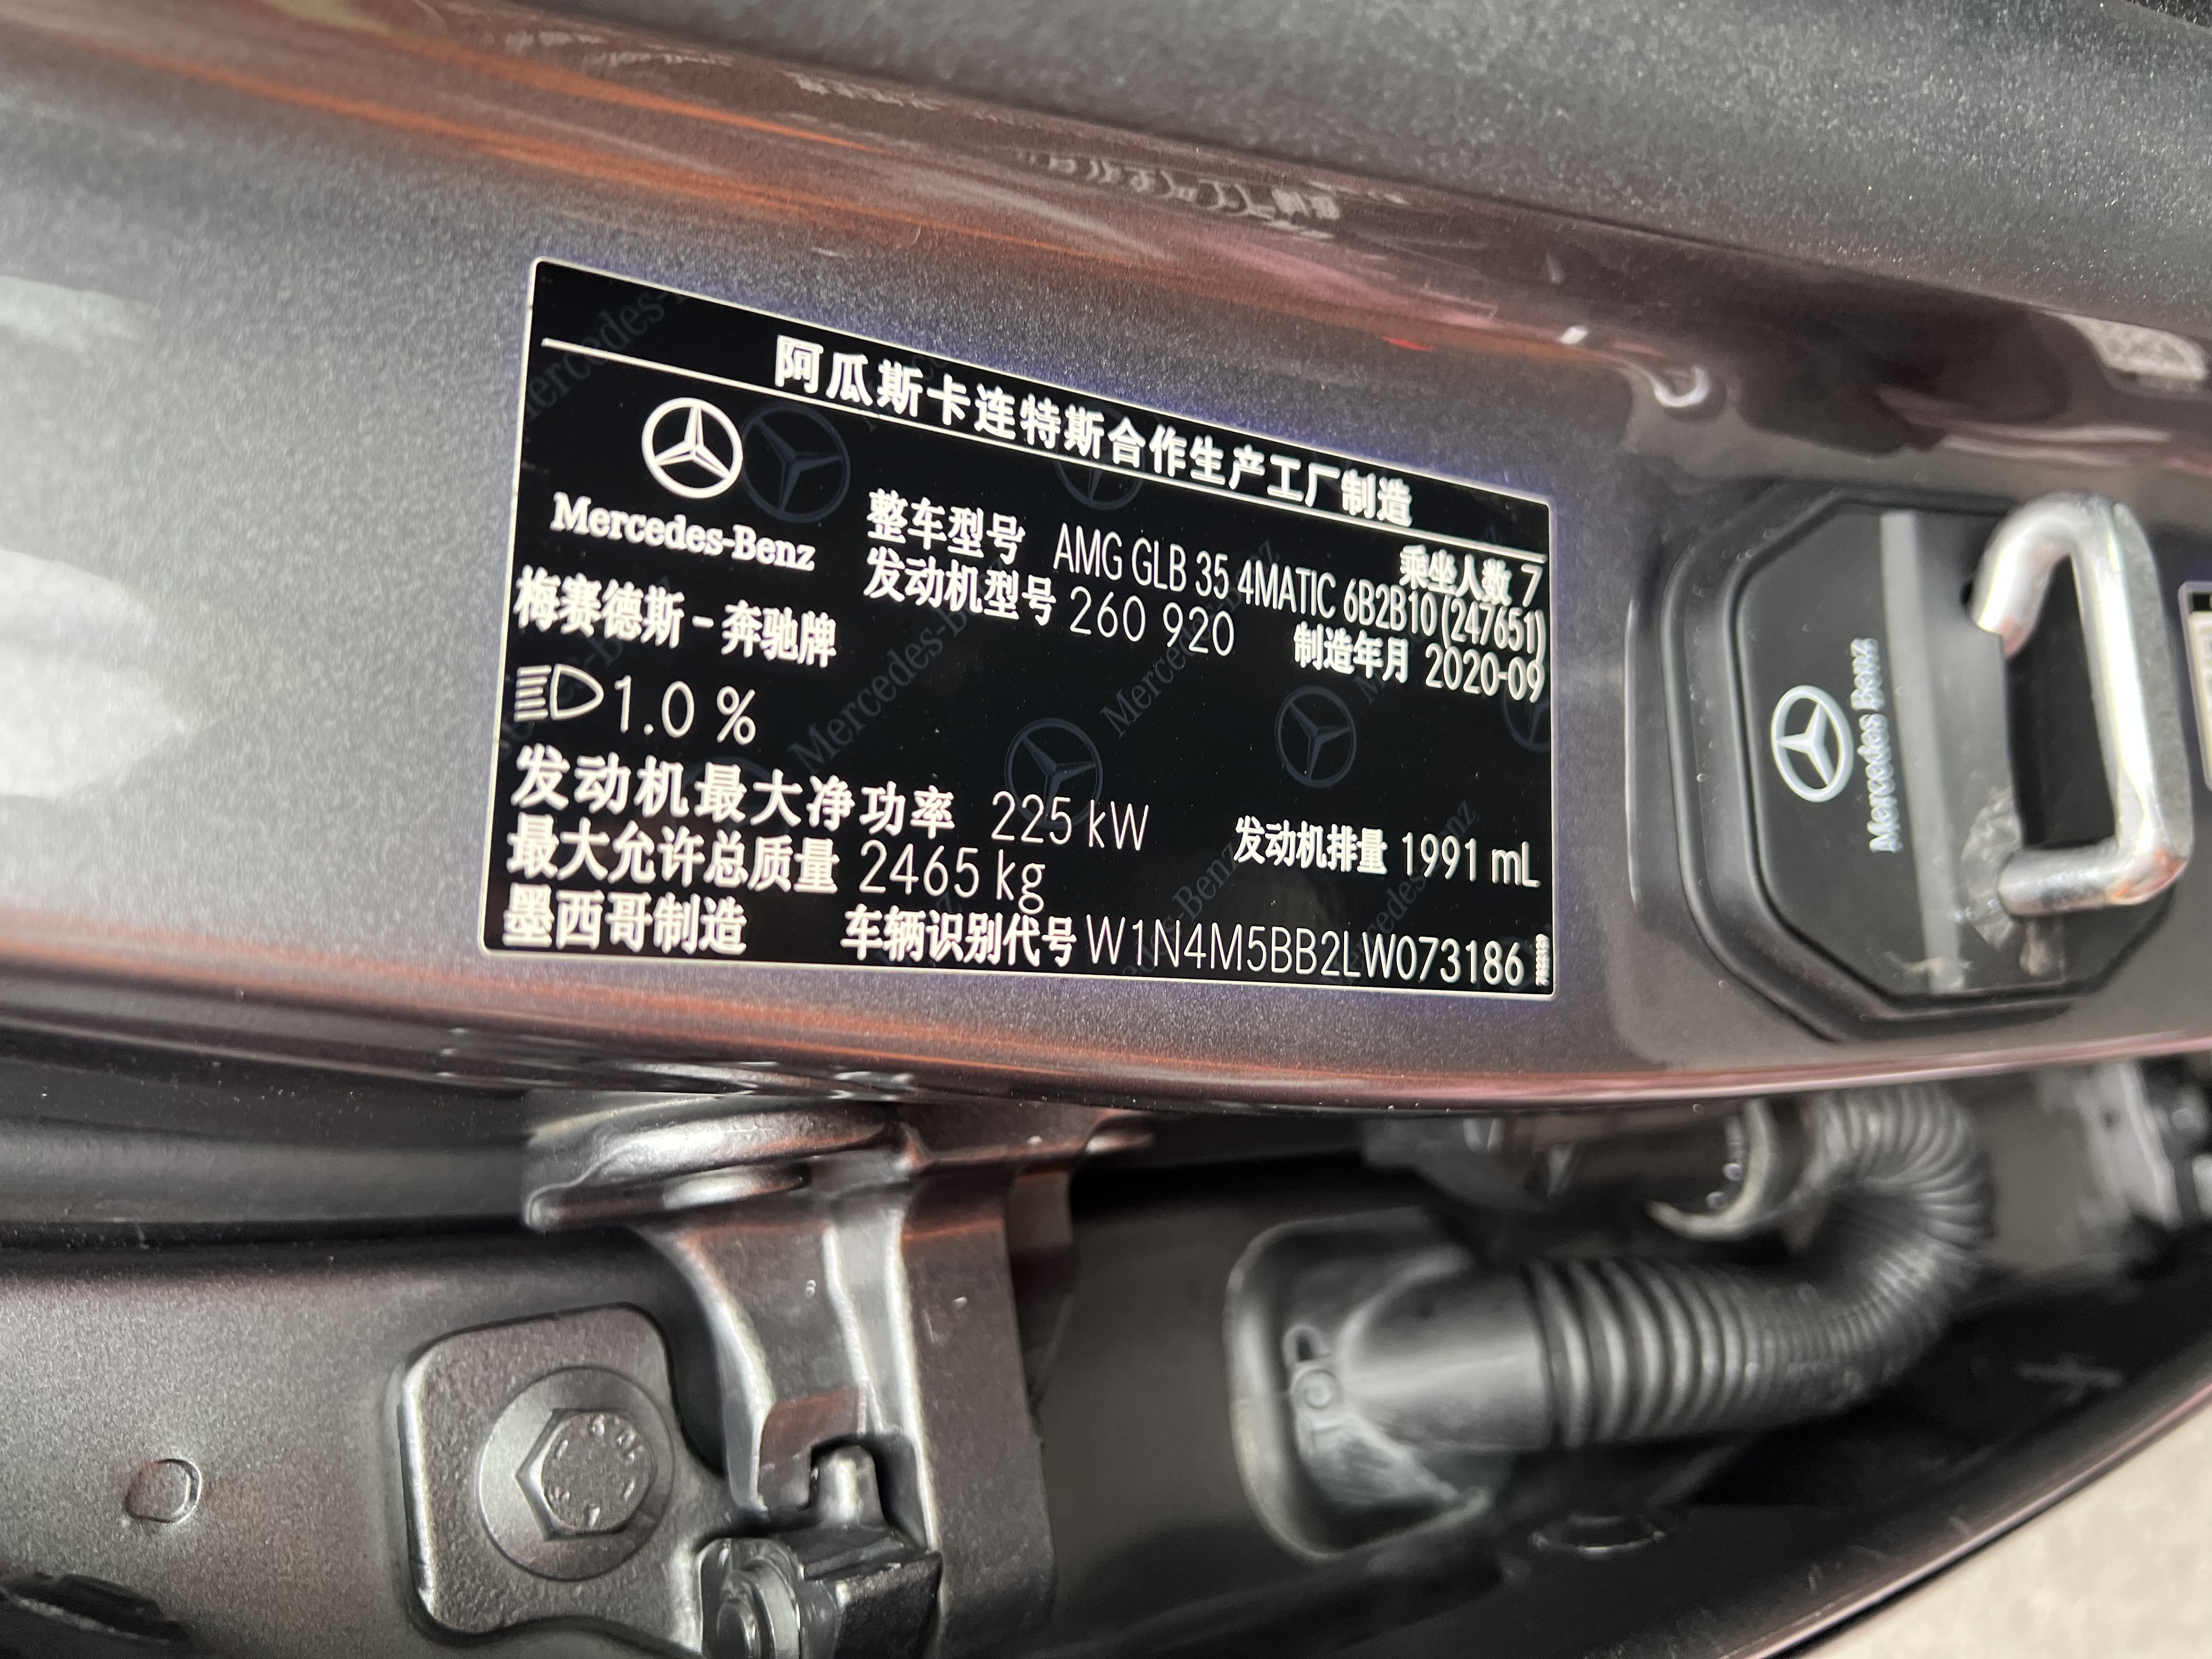 阿瓜斯卡连特斯合作生产工厂制造
Mercedes-Benz
梅赛德斯-奔驰牌
乘坐人数 7
整车型号 AMG GLB 35 4MATIC 6B2B10(247651)
发动机型号 260 920
制造年月 2020-09
1.0 %
发动机最大净功率 225 kW
发动机排量 1991 mL
最大允许总质量 2465 kg
墨西哥制造
车辆识别代号 W1N4M5BB2LW073186
Mercedes Benz